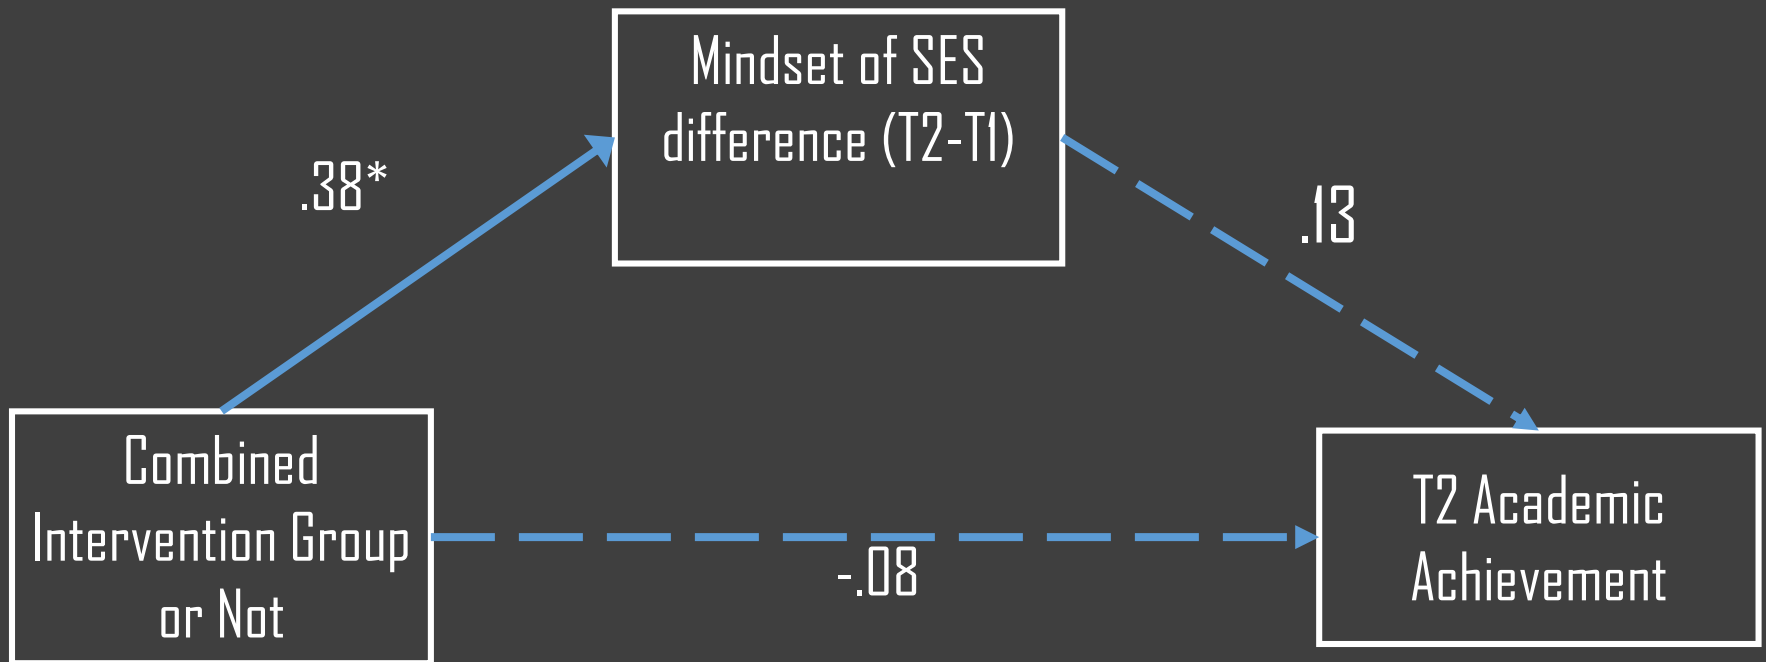 Mindset of SES
difference (T2-T1)
.38*
.13
Combined
Intervention Group
or Not
-.08
T2 Academic
Achievement